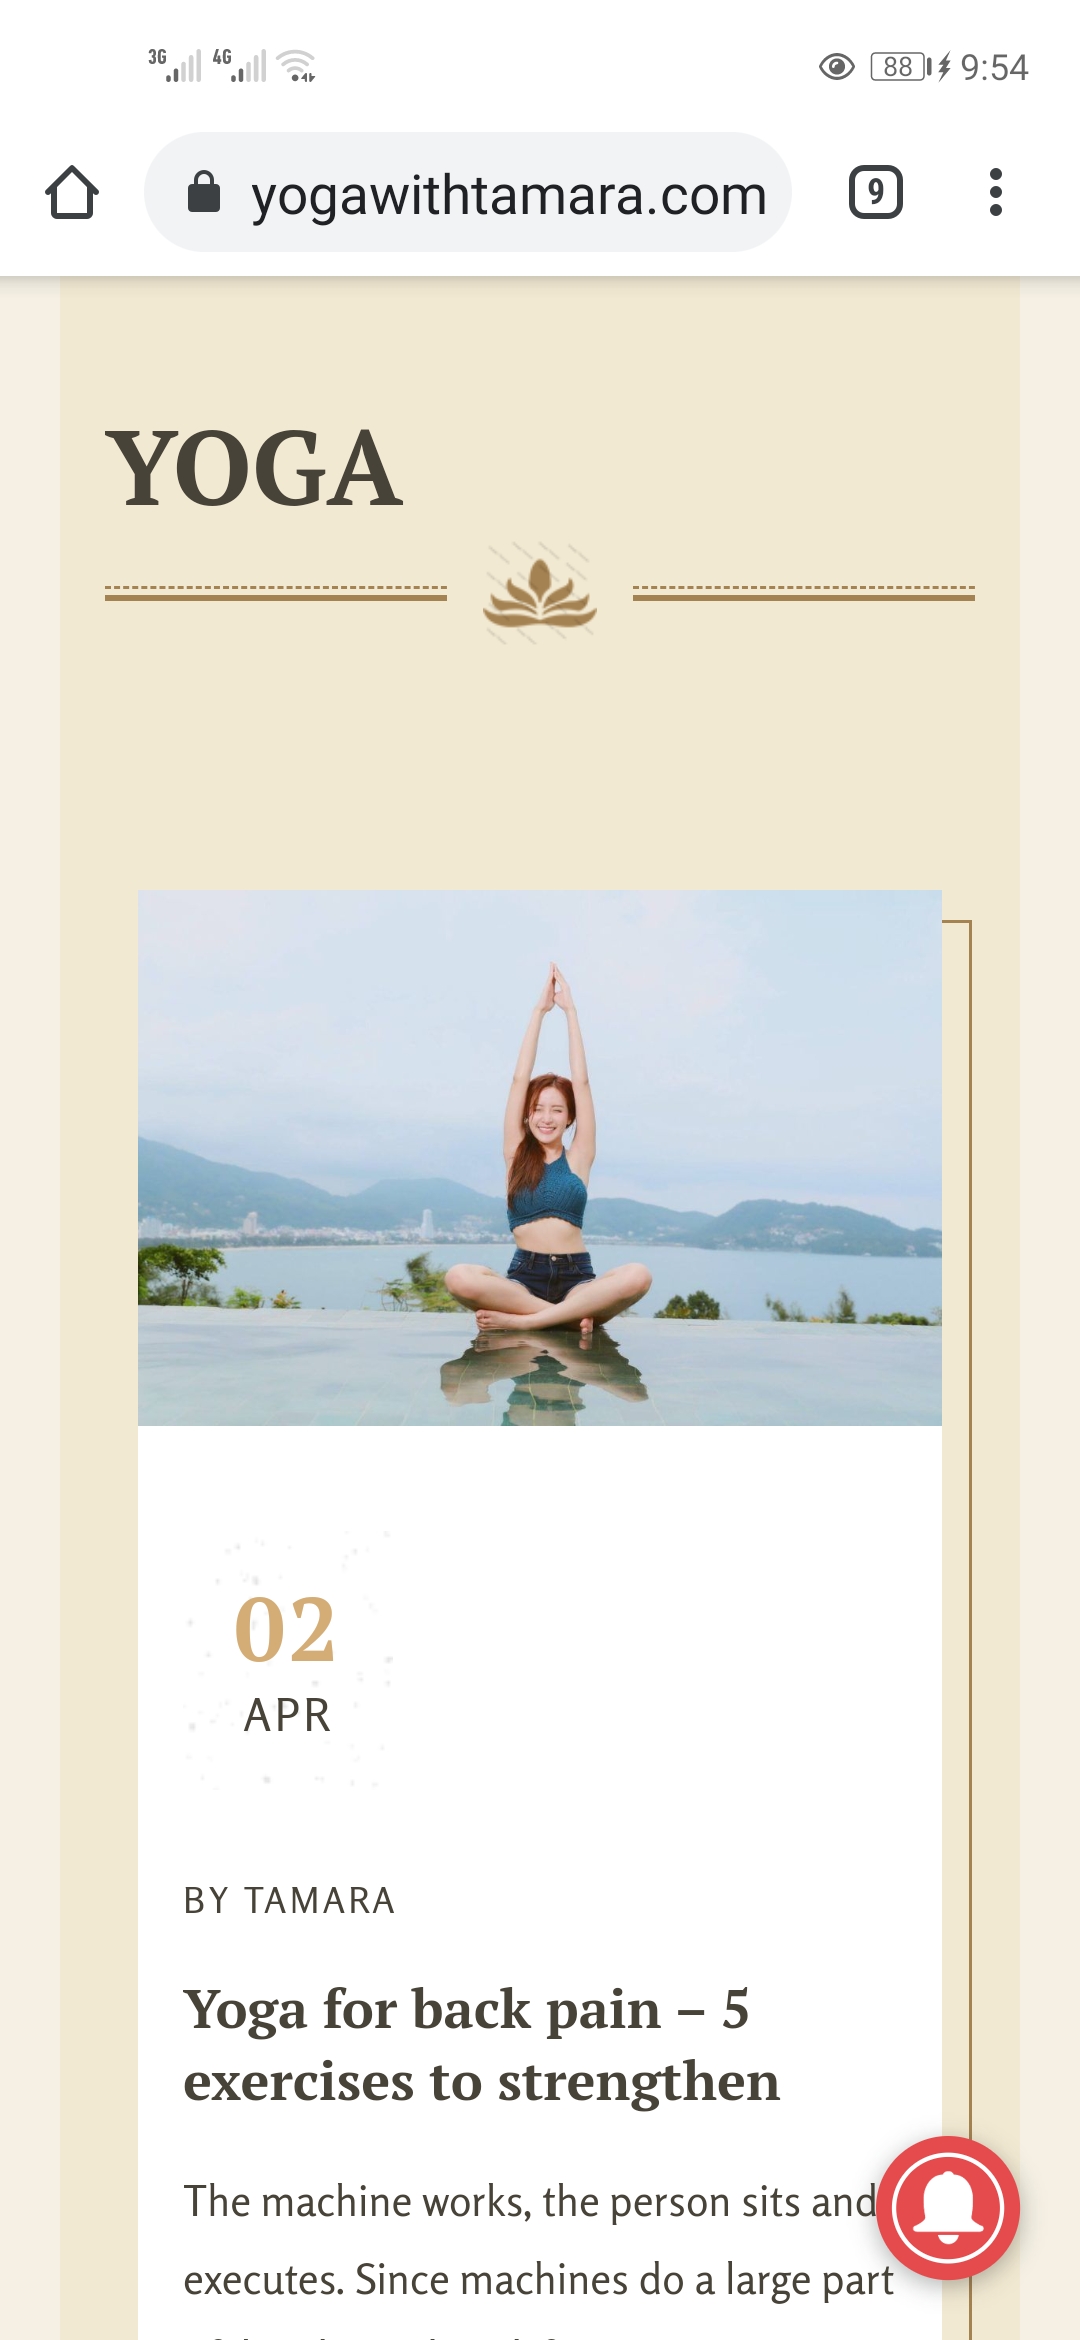 3G 4G 88 9:54
yogawithtamara.com 9
YOGA
02
APR
BY TAMARA
Yoga for back pain – 5
exercises to strengthen
The machine works, the person sits and
executes. Since machines do a large part